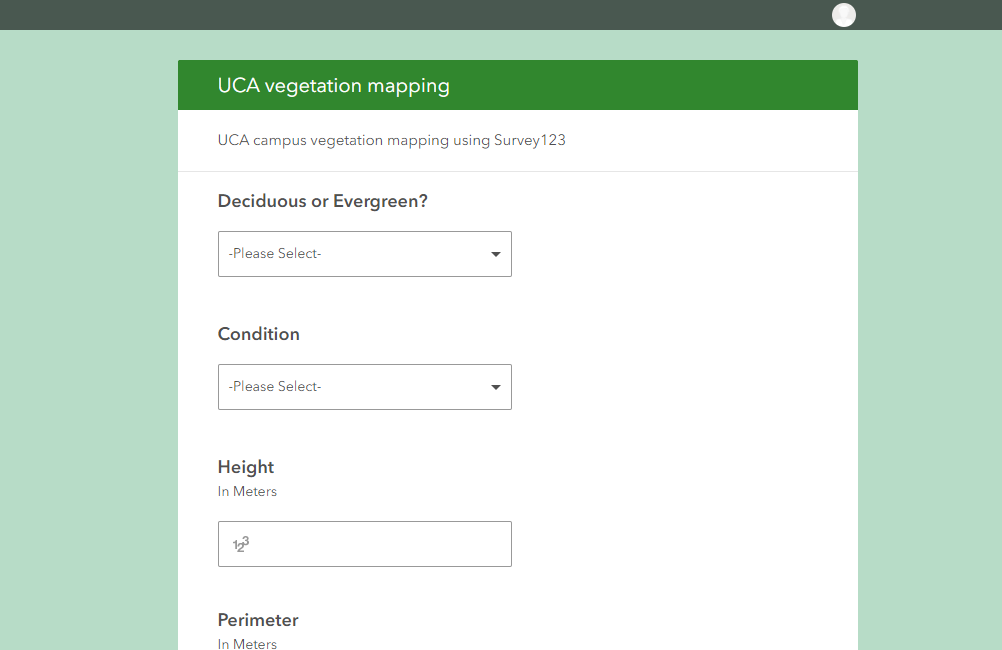 UCA vegetation mapping
UCA campus vegetation mapping using Survey123
Deciduous or Evergreen?
-Please Select-
Condition
-Please Select-
Height
In Meters
123
Perimeter
In Meters